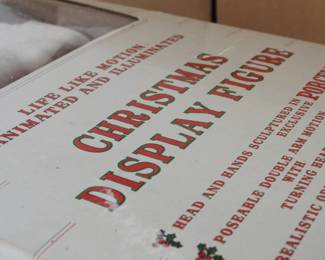 LIFE LIKE MOTION
ANIMATED AND ILLUMINATED
CHRISTMAS
DISPLAY FIGURE
HEAD AND HANDS SCULPTURED IN
EXCLUSIVE
POSEABLE DOUBLE ARM MOTION
WITH
TURNING
REALISTIC